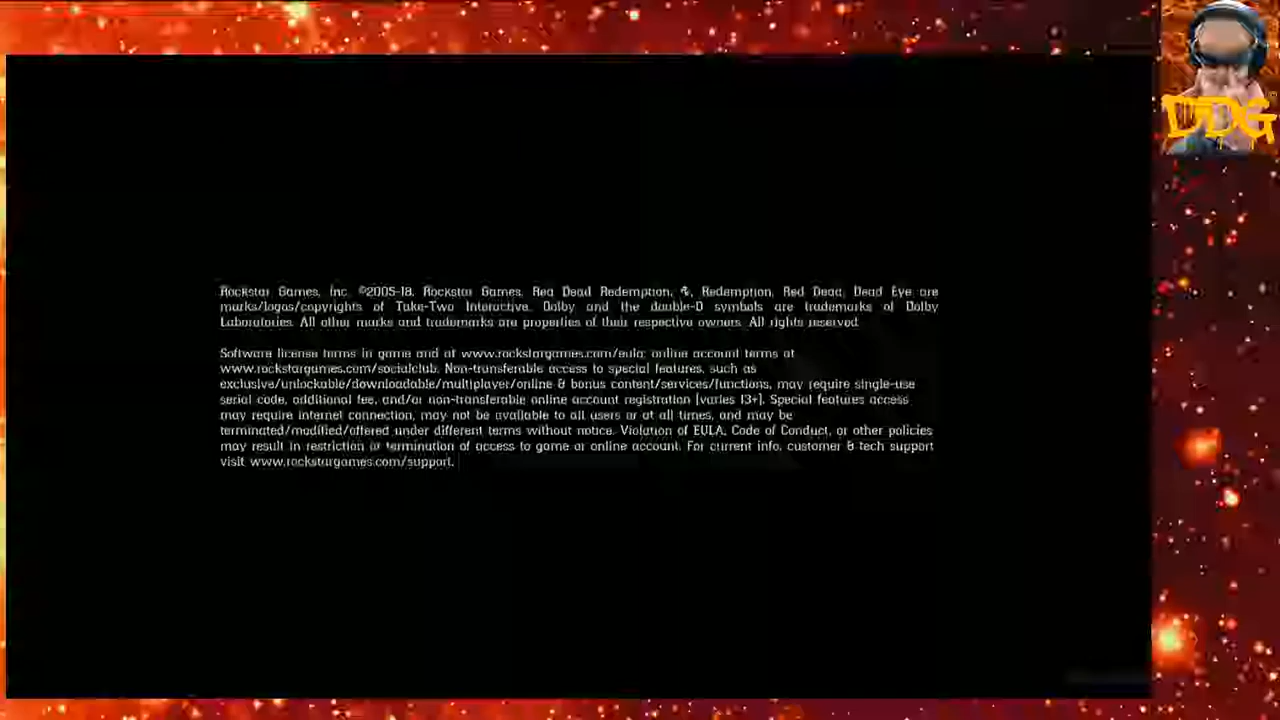 DDG
Rockstar Games, Inc. ©2005-18. Rockstar Games, Red Dead Redemption, R*, Redemption, Red Dead, Dead Eye are
marks/logos/copyrights of Take-Two Interactive. Dolby and the double-D symbols are trademarks of Dolby
Laboratories. All other marks and trademarks are properties of their respective owners. All rights reserved.
Software license terms in game and at www.rockstargames.com/eula; online account terms at
www.rockstargames.com/socialclub. Non-transferable access to special features, such as
exclusive/unlockable/downloadable/multiplayer/online & bonus content/services/functions, may require single-use
serial code, additional fee, and/or non-transferable online account registration (varies 13+). Special features access
may require internet connection, may not be available to all users or at all times, and may be
terminated/modified/offered under different terms without notice. Violation of EULA, Code of Conduct, or other policies
may result in restriction or termination of access to game or online account. For current info, customer & tech support
visit www.rockstargames.com/support.